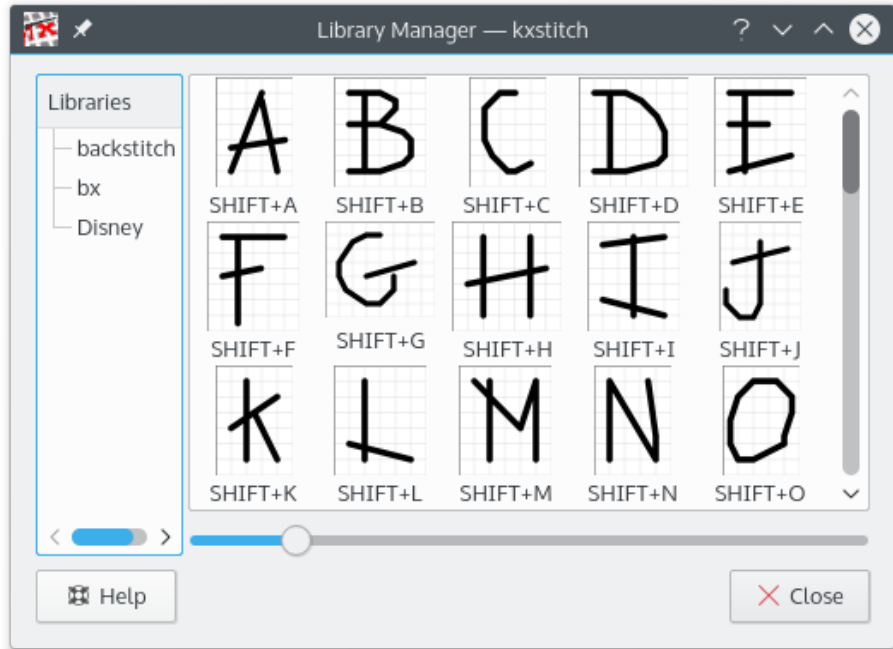 Library Manager — kxstitch
Libraries
backstitch
bx
Disney
A B C D E
SHIFT+A SHIFT+B SHIFT+C SHIFT+D SHIFT+E
F G H I J
SHIFT+F SHIFT+G SHIFT+H SHIFT+I SHIFT+J
K L M N O
SHIFT+K SHIFT+L SHIFT+M SHIFT+N SHIFT+O
Help
Close